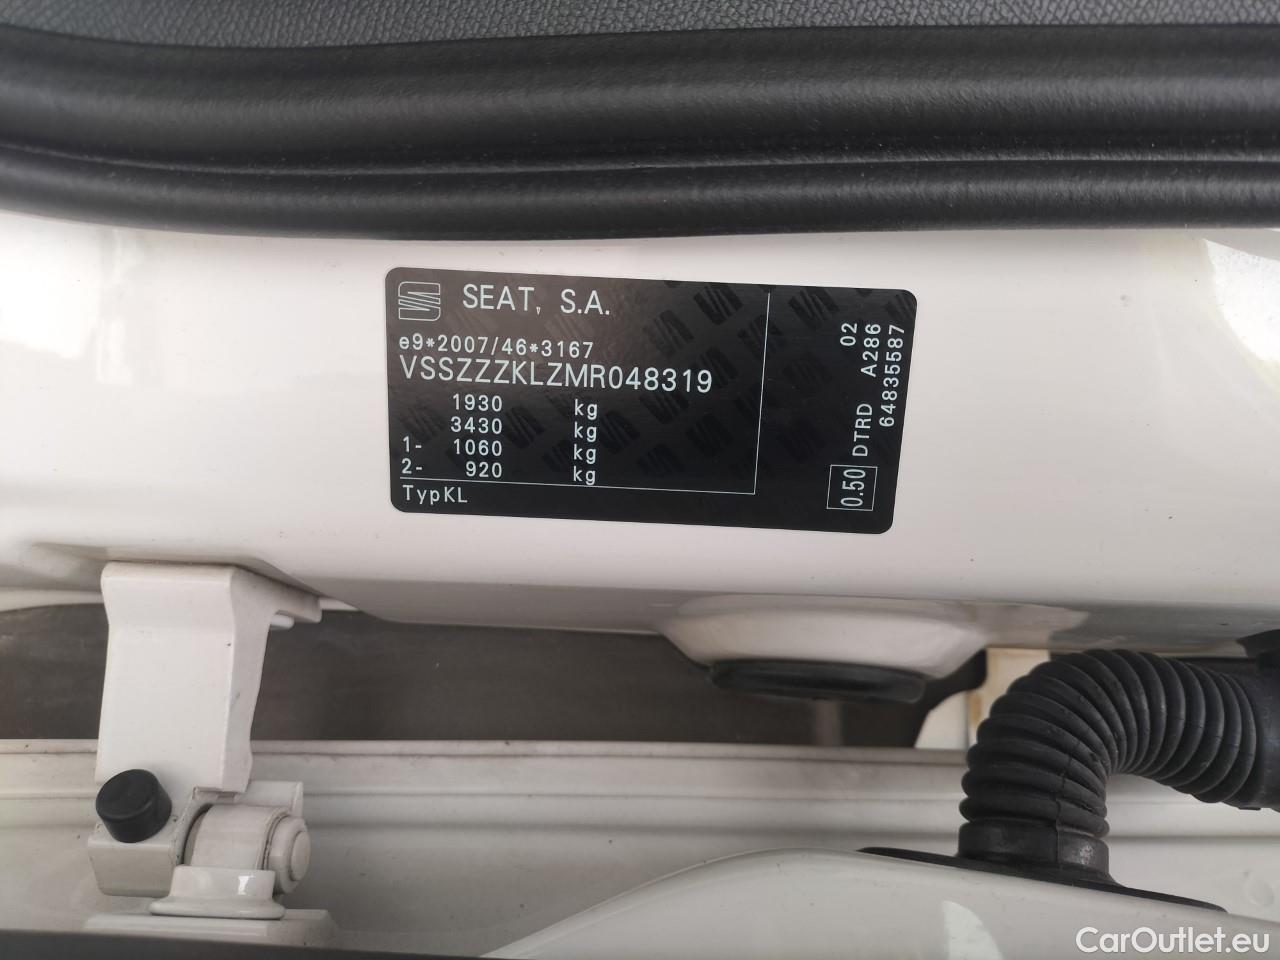 SEAT, S.A.
e9*2007/46*3167
VSSZZZKLZMR048319
1930 kg
3430 kg
1- 1060 kg
2- 920 kg
TypKL
0.50 DTRD A286 02
64835587
CarOutlet.eu